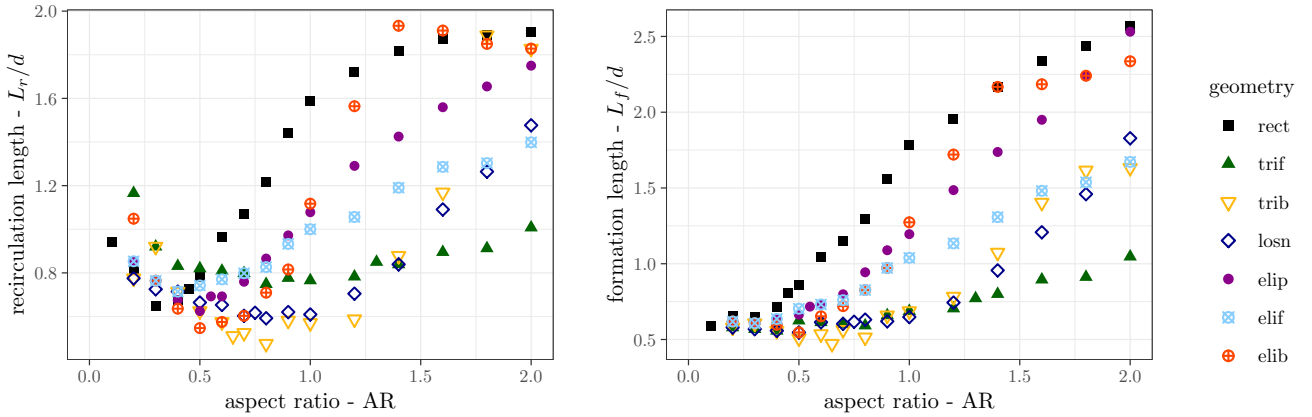 recirculation length - L_r/d
2.0
1.6
1.2
0.8
0.0
0.5
1.0
1.5
2.0
aspect ratio - AR
formation length - L_f/d
2.5
2.0
1.5
1.0
0.5
0.0
0.5
1.0
1.5
2.0
aspect ratio - AR
geometry
rect
trif
trib
losn
elip
elif
elib